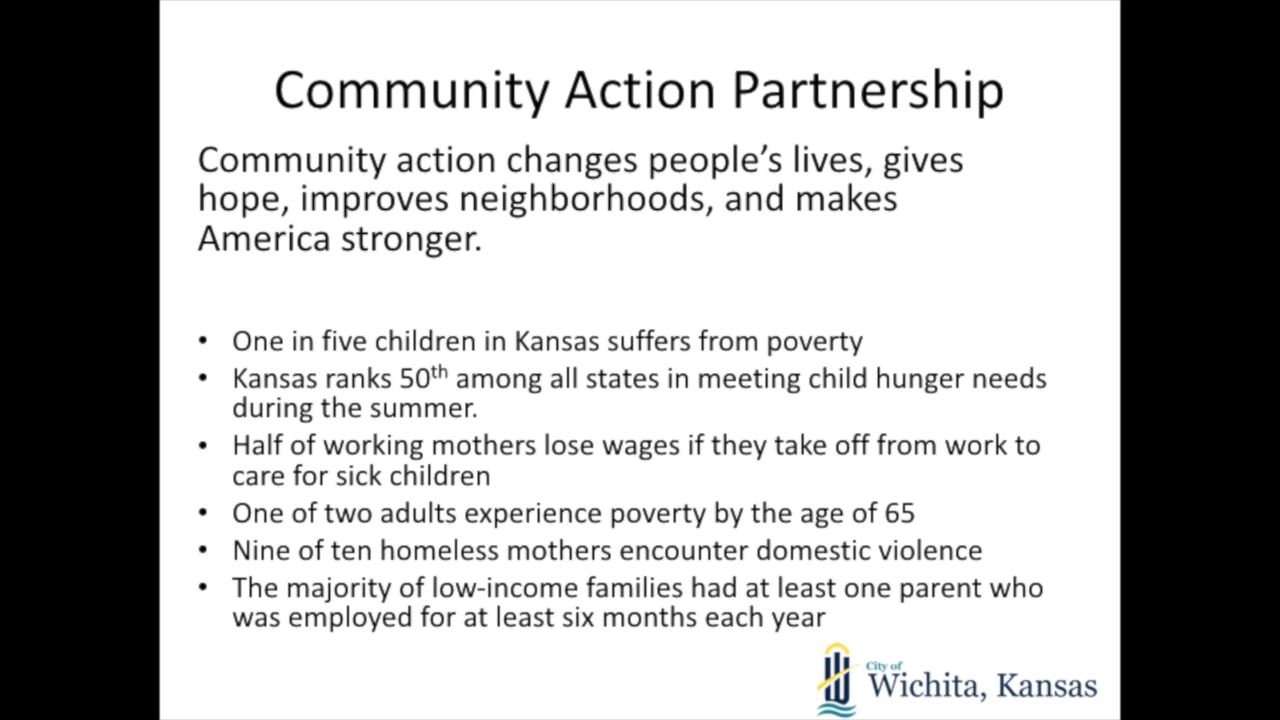 Community Action Partnership
Community action changes people’s lives, gives
hope, improves neighborhoods, and makes
America stronger.
• One in five children in Kansas suffers from poverty
• Kansas ranks 50th among all states in meeting child hunger needs
during the summer.
• Half of working mothers lose wages if they take off from work to
care for sick children
• One of two adults experience poverty by the age of 65
• Nine of ten homeless mothers encounter domestic violence
• The majority of low-income families had at least one parent who
was employed for at least six months each year
City of
Wichita, Kansas